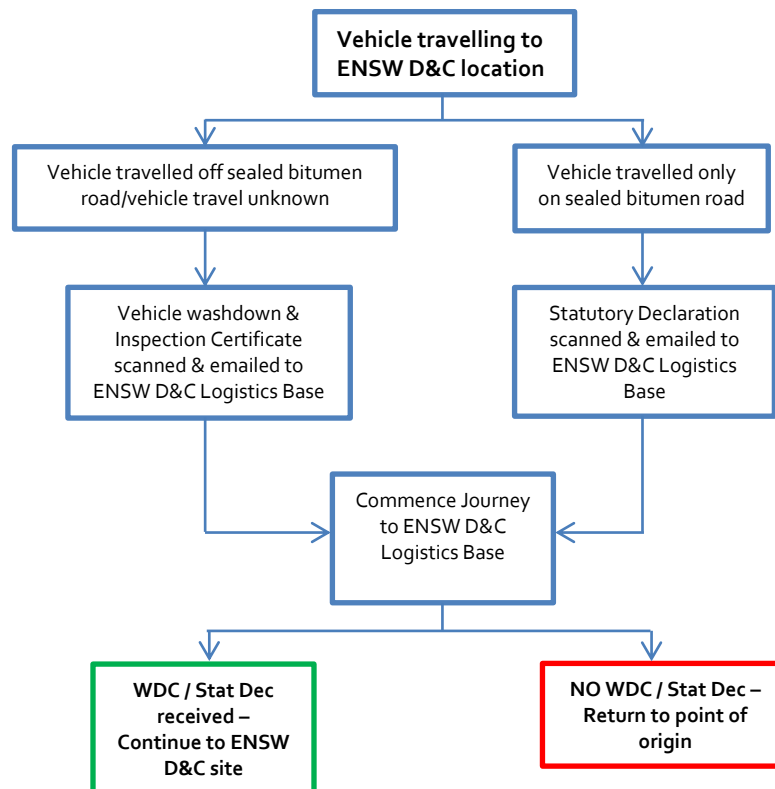 Vehicle travelling to
ENSW D&C location
Vehicle travelled off sealed bitumen
road/vehicle travel unknown
Vehicle travelled only
on sealed bitumen road
Vehicle washdown &
Inspection Certificate
scanned & emailed to
ENSW D&C Logistics Base
Statutory Declaration
scanned & emailed to
ENSW D&C Logistics
Base
Commence Journey
to ENSW D&C
Logistics Base
WDC / Stat Dec
received –
Continue to ENSW
D&C site
NO WDC / Stat Dec –
Return to point of
origin